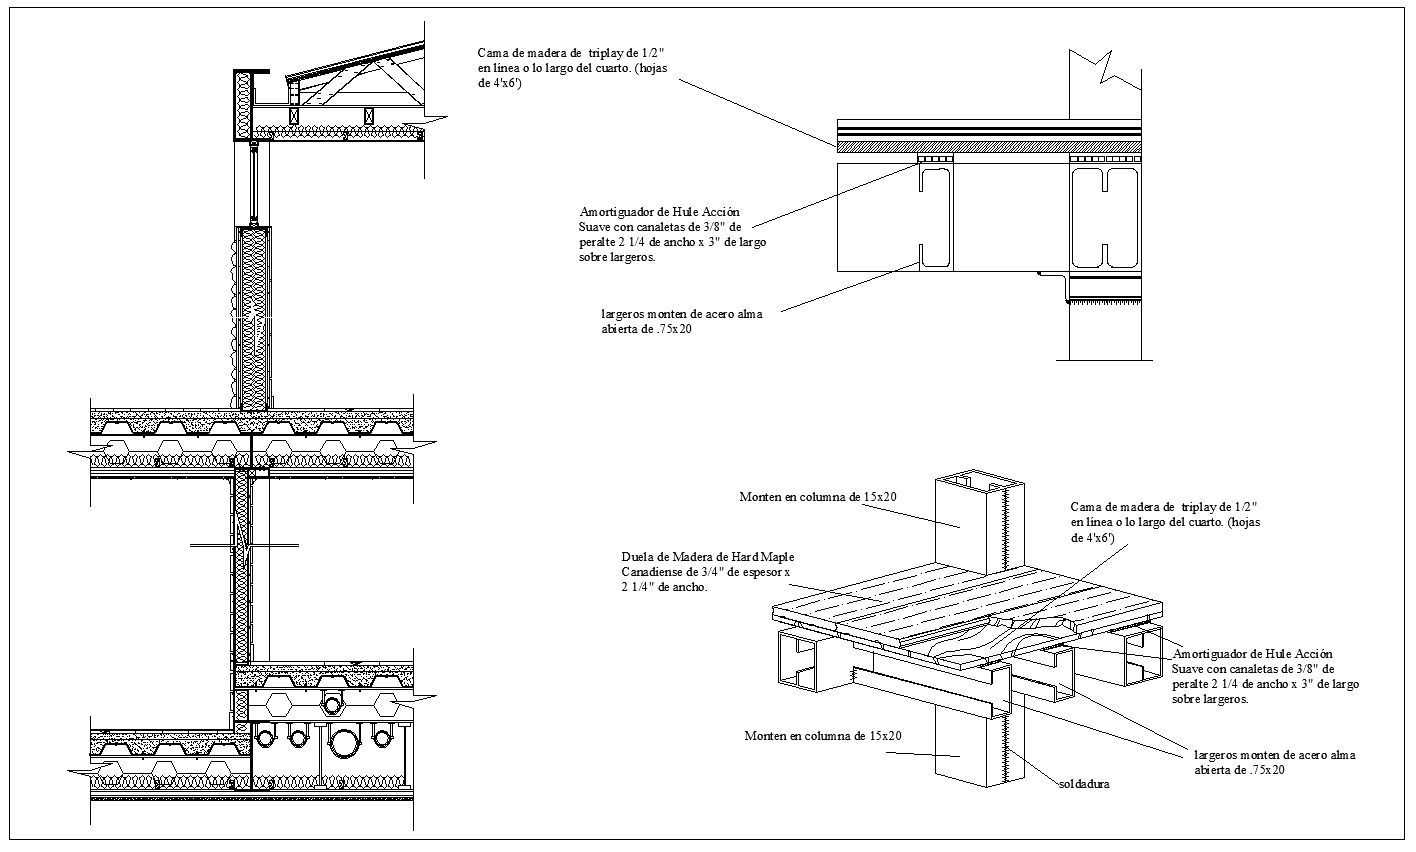 Cama de madera de triplay de 1/2"
en línea o lo largo del cuarto. (hojas
de 4'x6')
Amortiguador de Hule Acción
Suave con canaletas de 3/8" de
peralte 2 1/4 de ancho x 3" de largo
sobre largeros.
largeros monten de acero alma
abierta de .75x20
Monten en columna de 15x20
Cama de madera de triplay de 1/2"
en línea o lo largo del cuarto. (hojas
de 4'x6')
Duela de Madera de Hard Maple
Canadiense de 3/4" de espesor x
2 1/4" de ancho.
Amortiguador de Hule Acción
Suave con canaletas de 3/8" de
peralte 2 1/4 de ancho x 3" de largo
sobre largeros.
Monten en columna de 15x20
largeros monten de acero alma
abierta de .75x20
soldadura